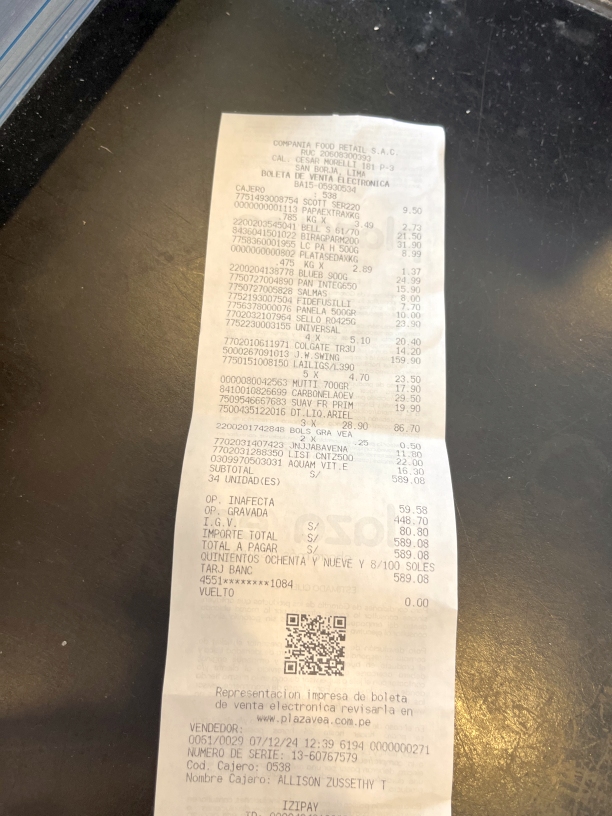 COMPANIA FOOD RETAIL S.A.C.
RUC 20608300393
CAL. CESAR MORELLI 181 P-3
SAN BORJA, LIMA
BOLETA DE VENTA ELECTRONICA
BA15-05930534
CAJERO : 538
7751493008754 SCOTT SER220 9.50
0000000001113 PAPAEXTRAXKG
.785 KG X 3.49 2.73
2200203545041 BELL S 61/70 21.50
8436041501022 BIRAGPARM200 31.90
7758360001955 LC PA H 500G 8.99
0000000000802 PLATASEDAXKG
.475 KG X 2.89 1.37
2200204138778 BLUEB 500G 24.99
7750727004890 PAN INTEG650 15.90
7750727005828 SALMAS 8.00
7752193007504 FIDEFUSILLI 7.70
7756378000076 PANELA 500GR 10.00
7702032107964 SELLO RO425G 23.90
7752230003155 UNIVERSAL
4 X 5.10 20.40
7702010611971 COLGATE TR3U 14.20
5000267091013 J.W.SWING 159.90
7750151008150 LAILIGS/L390
5 X 4.70 23.50
0000080042563 MUTTI 700GR 17.90
8410010826699 CARBONELAOEV 29.50
7509546667683 SUAV FR PRIM 19.90
7500435122016 DT.LIQ.ARIEL
3 X 28.90 86.70
2200201742848 BOLS GRA VEA
2 X .25 0.50
7702031407423 JNJJABAVENA 11.80
7702031288350 LIST CNTZ500 22.00
0309970503031 AQUAM VIT.E 16.30
SUBTOTAL S/ 589.08
34 UNIDAD(ES)
OP. INAFECTA 59.58
OP. GRAVADA 448.70
I.G.V. S/ 80.80
IMPORTE TOTAL S/ 589.08
TOTAL A PAGAR S/ 589.08
QUINIENTOS OCHENTA Y NUEVE Y 8/100 SOLES
TARJ BANC 589.08
4551********1084
VUELTO 0.00
Representacion impresa de boleta
de venta electronica revisarla en
www.plazavea.com.pe
VENDEDOR:
0051/0029 07/12/24 12:39 6194 0000000271
NUMERO DE SERIE: 13-60767579
Cod. Cajero: 0538
Nombre Cajero: ALLISON ZUSSETHY T
IZIPAY